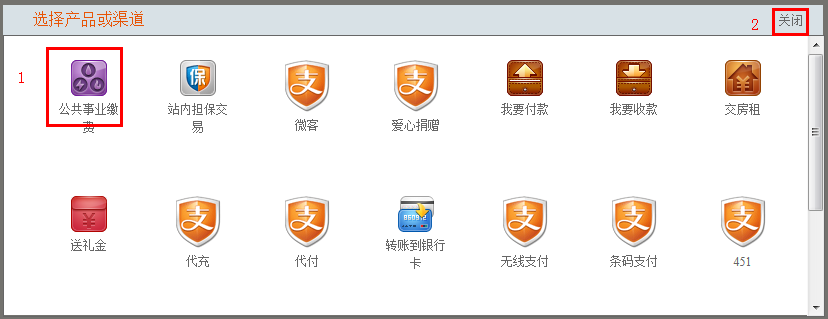 选择产品或渠道
2
关闭
1
公共事业缴
费
站内担保交
易
微客
爱心捐赠
我要付款
我要收款
交房租
送礼金
代充
代付
转账到银行
卡
无线支付
条码支付
451